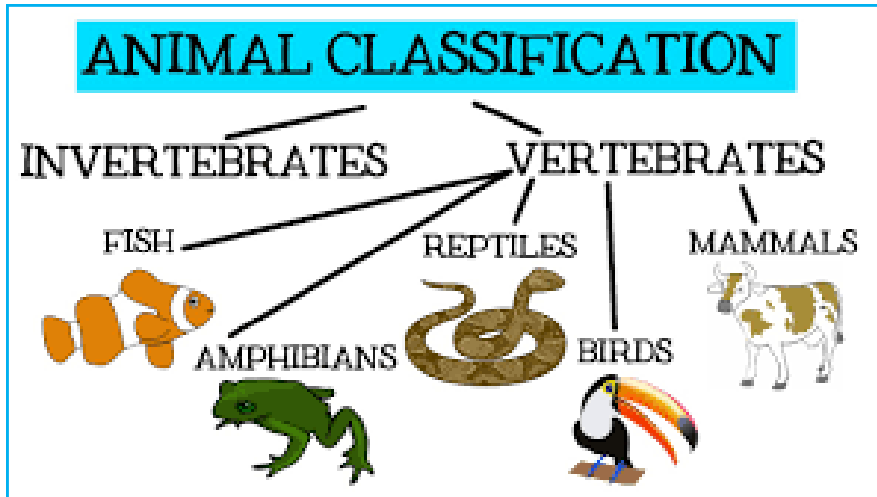 ANIMAL CLASSIFICATION
INVERTEBRATES
VERTEBRATES
FISH
REPTILES
MAMMALS
AMPHIBIANS
BIRDS